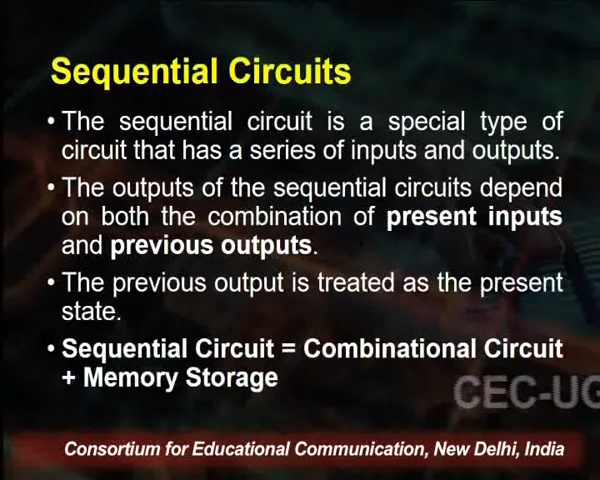 Sequential Circuits
• The sequential circuit is a special type of
circuit that has a series of inputs and outputs.
• The outputs of the sequential circuits depend
on both the combination of present inputs
and previous outputs.
• The previous output is treated as the present
state.
• Sequential Circuit = Combinational Circuit
+ Memory Storage
CEC-UG
Consortium for Educational Communication, New Delhi, India